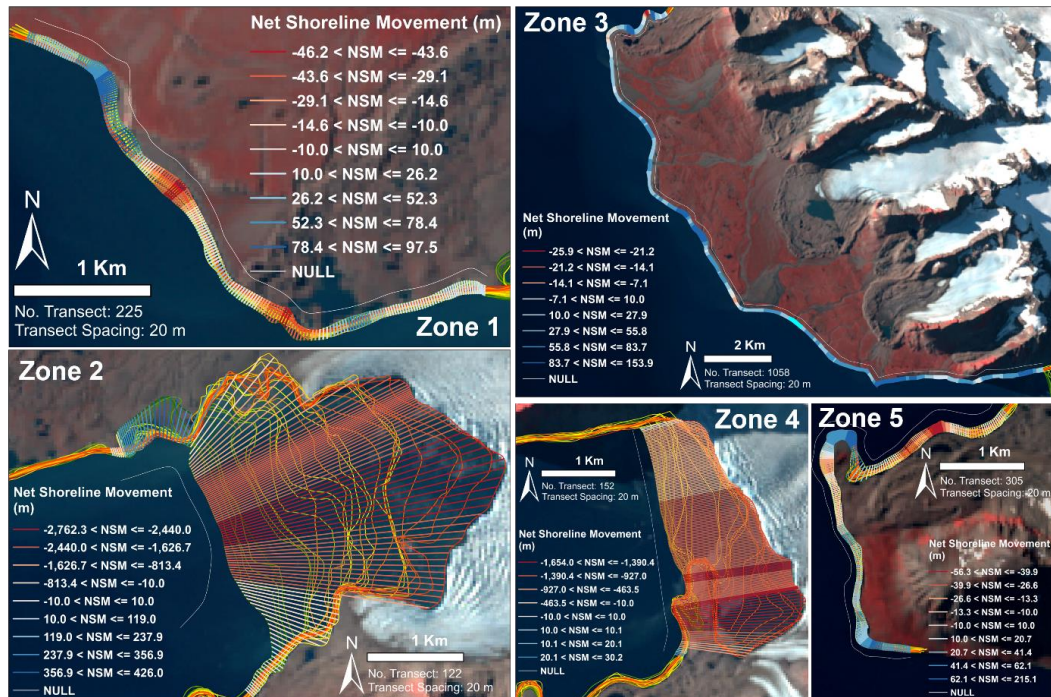 Net Shoreline Movement (m)
-46.2 < NSM <= -43.6
-43.6 < NSM <= -29.1
-29.1 < NSM <= -14.6
-14.6 < NSM <= -10.0
-10.0 < NSM <= 10.0
10.0 < NSM <= 26.2
26.2 < NSM <= 52.3
52.3 < NSM <= 78.4
78.4 < NSM <= 97.5
NULL
N
1 Km
No. Transect: 225
Transect Spacing: 20 m
Zone 1
Zone 3
Net Shoreline Movement
(m)
-25.9 < NSM <= -21.2
-21.2 < NSM <= -14.1
-14.1 < NSM <= -7.1
-7.1 < NSM <= 10.0
10.0 < NSM <= 27.9
27.9 < NSM <= 55.8
55.8 < NSM <= 83.7
83.7 < NSM <= 153.9
NULL
N
2 Km
No. Transect: 1058
Transect Spacing: 20 m
Zone 2
Net Shoreline Movement
(m)
-2,762.3 < NSM <= -2,440.0
-2,440.0 < NSM <= -1,626.7
-1,626.7 < NSM <= -813.4
-813.4 < NSM <= -10.0
-10.0 < NSM <= 10.0
10.0 < NSM <= 119.0
119.0 < NSM <= 237.9
237.9 < NSM <= 356.9
356.9 < NSM <= 426.0
NULL
N
1 Km
No. Transect: 122
Transect Spacing: 20 m
Zone 4
N
1 Km
No. Transect: 152
Transect Spacing: 20 m
Net Shoreline Movement
(m)
-1,654.0 < NSM <= -1,390.4
-1,390.4 < NSM <= -927.0
-927.0 < NSM <= -463.5
-463.5 < NSM <= -10.0
-10.0 < NSM <= 10.0
10.0 < NSM <= 10.1
10.1 < NSM <= 20.1
20.1 < NSM <= 30.2
NULL
Zone 5
N
1 Km
No. Transect: 305
Transect Spacing: 20 m
Net Shoreline Movement
(m)
-56.3 < NSM <= -39.9
-39.9 < NSM <= -26.6
-26.6 < NSM <= -13.3
-13.3 < NSM <= -10.0
-10.0 < NSM <= 10.0
10.0 < NSM <= 20.7
20.7 < NSM <= 41.4
41.4 < NSM <= 62.1
62.1 < NSM <= 215.1
NULL